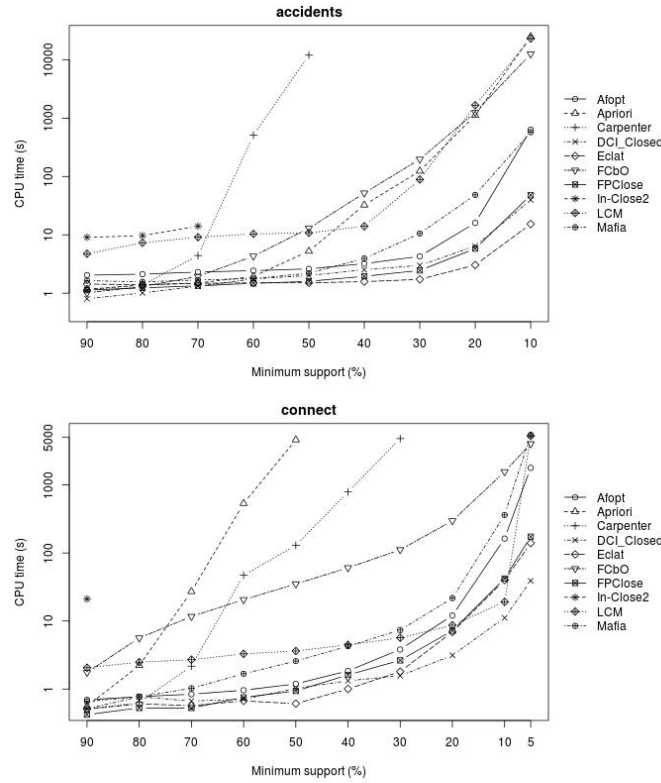 accidents
CPU time (s)
10000
1000
100
10
1
90 80 70 60 50 40 30 20 10
Minimum support (%)
Afopt
Apriori
Carpenter
DCI_Closed
Eclat
FCbO
FPClose
In-Close2
LCM
Mafia
connect
CPU time (s)
5000
1000
100
10
1
90 80 70 60 50 40 30 20 10 5
Minimum support (%)
Afopt
Apriori
Carpenter
DCI_Closed
Eclat
FCbO
FPClose
In-Close2
LCM
Mafia